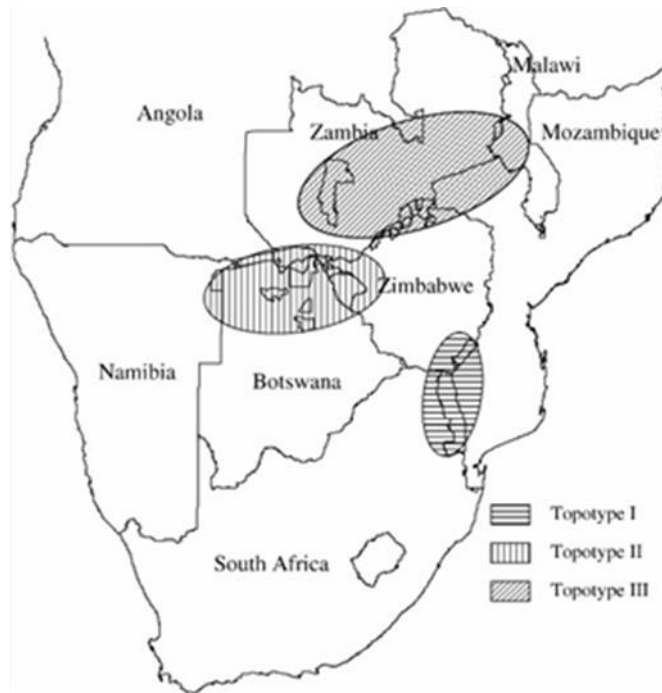 Malawi
Angola
Zambia
Mozambique
Zimbabwe
Namibia
Botswana
Topotype I
Topotype II
South Africa
Topotype III